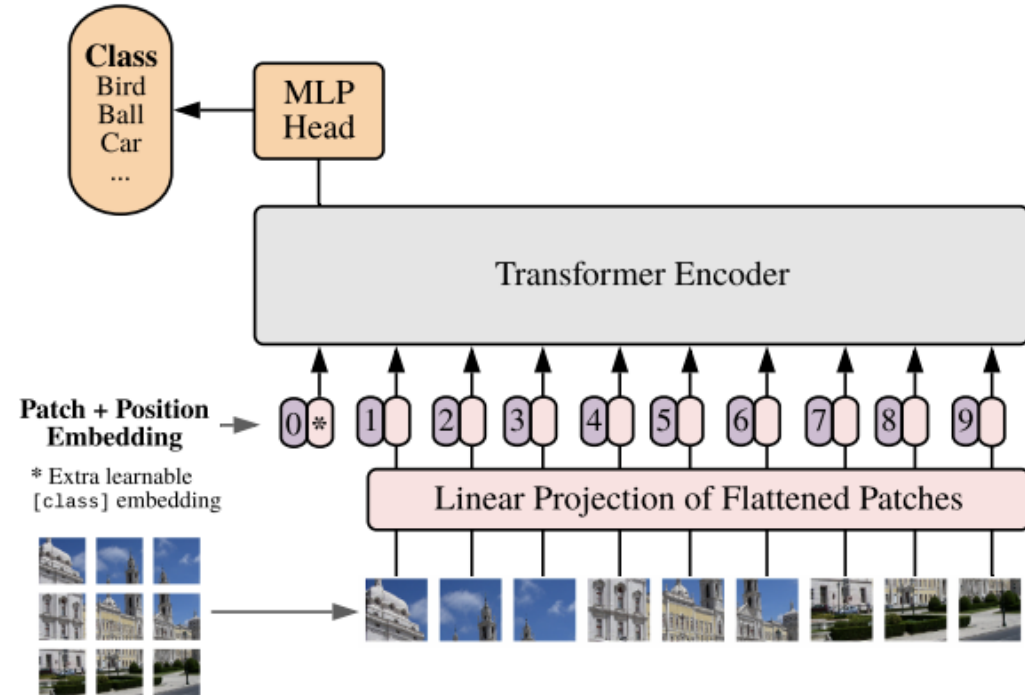 Class
Bird
Ball
Car
...
MLP
Head
Transformer Encoder
Patch + Position
Embedding
0 * 1 2 3 4 5 6 7 8 9
* Extra learnable
[class] embedding
Linear Projection of Flattened Patches